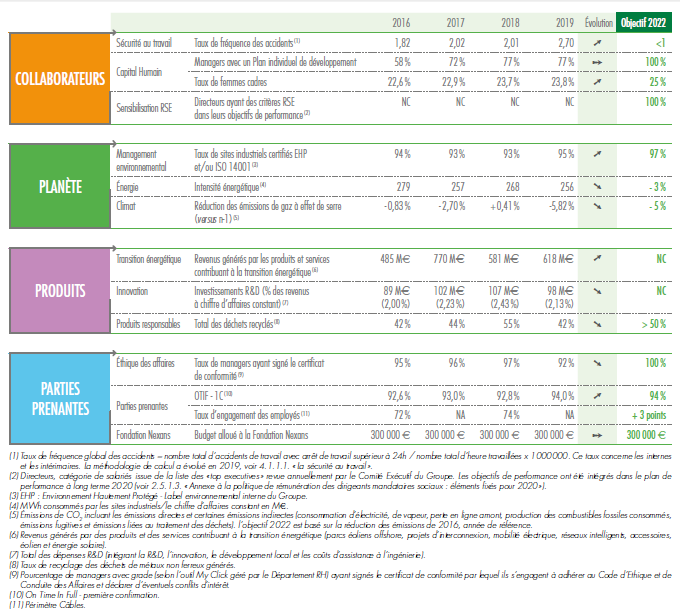 2016 2017 2018 2019 Évolution Objectif 2022
COLLABORATEURS
Sécurité au travail Taux de fréquence des accidents (1) 1,82 2,02 2,01 2,70 ➚ <1
Capital Humain Managers avec un Plan individuel de développement 58 % 72 % 77 % 77 % ➻ 100 %
Taux de femmes cadres 22,6 % 22,9 % 23,7 % 23,8 % ➚ 25 %
Sensibilisation RSE Directeurs ayant des critères RSE
dans leurs objectifs de performance (2) NC NC NC NC 100 %
PLANÈTE
Management
environnemental Taux de sites industriels certifiés EHP
et/ou ISO 14001 (3) 94 % 93 % 93 % 95 % ➚ 97 %
Énergie Intensité énergétique (4) 279 257 268 256 ➘ - 3 %
Climat Réduction des émissions de gaz à effet de serre
(versus n-1) (5) -0,83% -2,70% +0,41% -5,82% ➘ - 5 %
PRODUITS
Transition énergétique Revenus générés par les produits et services
contribuant à la transition énergétique (6) 485 M€ 770 M€ 581 M€ 618 M€ ➚ NC
Innovation Investissements R&D (% des revenus
à chiffre d'affaires constant) (7) 89 M€ 102 M€ 107 M€ 98 M€ ➘ NC
(2,00%) (2,23%) (2,43%) (2,13%)
Produits responsables Total des déchets recyclés (8) 42% 44% 55% 42% ➘ > 50 %
PARTIES
PRENANTES
Éthique des affaires Taux de managers ayant signé le certificat
de conformité (9) 95 % 96 % 97 % 92 % ➘ 100 %
Parties prenantes OTIF - 1C (10) 92,6% 93,0% 92,8% 94,0% ➚ 94 %
Taux d'engagement des employés (11) 72% NA 74% NA + 3 points
Fondation Nexans Budget alloué à la Fondation Nexans 300 000 € 300 000 € 300 000 € 300 000 € ➻ 300 000 €
(1) Taux de fréquence global des accidents = nombre total d'accidents de travail avec arrêt de travail supérieur à 24h / nombre total d'heure travaillées x 1 000 000. Ce taux concerne les internes
et les intérimaires. la méthodologie de calcul a évolué en 2019, voir 4.1.1.1. « la sécurité au travail ».
(2) Directeurs, catégorie de salariés issue de la liste des «top executives» revue annuellement par le Comité Exécutif du Groupe. Les objectifs de performance ont été intégrés dans le plan de
performance à long terme 2020 (voir 2.5.1.3. « Annexe à la politique de rémunération des dirigeants mandataires sociaux : éléments fixés pour 2020 »).
(3) EHP : Environnement Hautement Protégé - Label environnemental interne du Groupe.
(4) MWh consommés par les sites industriels/le chiffre d'affaires constant en M€.
(5) Émissions de CO2 incluant les émissions directes et certaines émissions indirectes (consommation d'électricité, de vapeur, perte en ligne amont, production des combustibles fossiles consommés,
émissions fugitives et émissions liées au traitement des déchets). l'objectif 2022 est basé sur la réduction des émissions de 2016, année de référence.
(6) Revenus générés par des produits et des services contribuant à la transition énergétique (parcs éoliens offshore, projets d'interconnexion, mobilité électrique, réseaux intelligents, accessoires,
éolien et énergie solaire).
(7) Total des dépenses R&D (intégrant la R&D, l'innovation, le développement local et les coûts d'assistance à l'ingénierie).
(8) Taux de recyclage des déchets de métaux non ferreux générés.
(9) Pourcentage de managers avec grade (selon l'outil My Click géré par le Département RH) ayant signés le certificat de conformité par lequel ils s'engagent à adhérer au Code d'Ethique et de
Conduite des Affaires et déclarer d'éventuels conflits d'intérêt.
(10) On Time In Full - première confirmation.
(11) Périmètre Câbles.